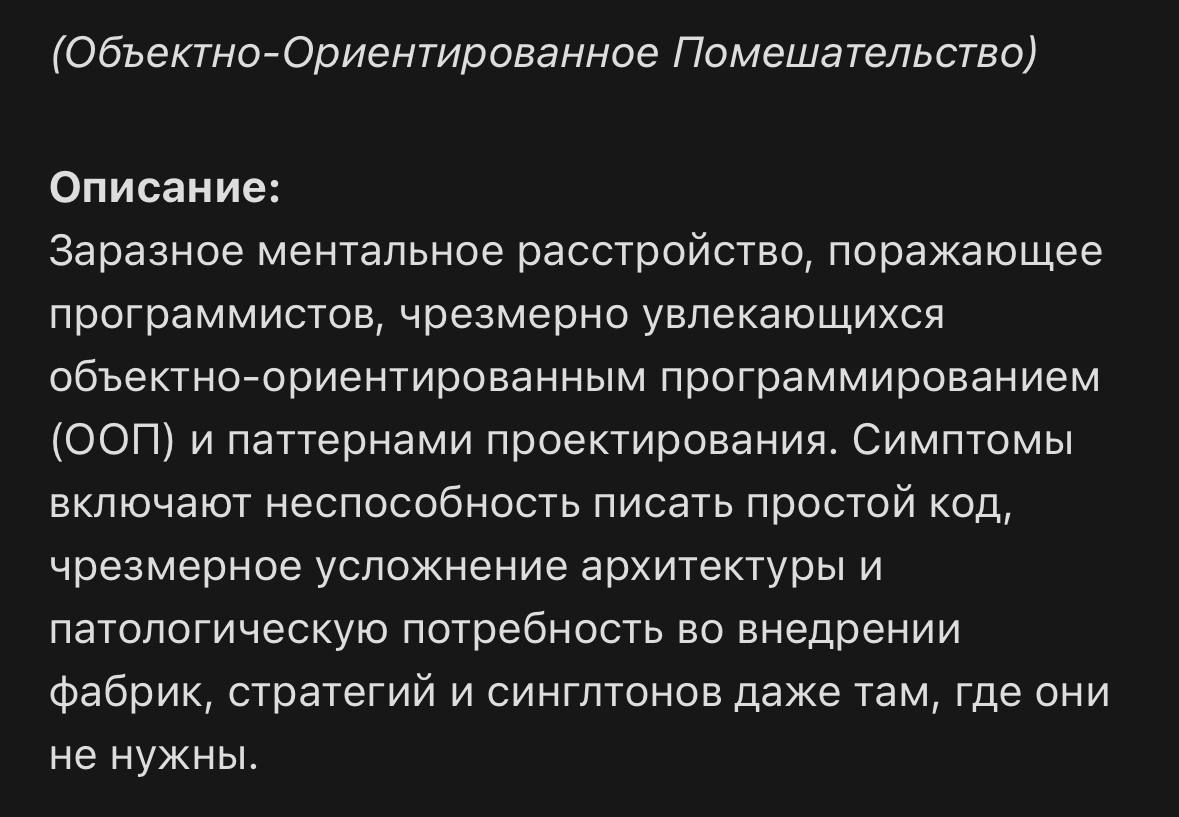 (Объектно-Ориентированное Помешательство)
Описание:
Заразное ментальное расстройство, поражающее
программистов, чрезмерно увлекающихся
объектно-ориентированным программированием
(ООП) и паттернами проектирования. Симптомы
включают неспособность писать простой код,
чрезмерное усложнение архитектуры и
патологическую потребность во внедрении
фабрик, стратегий и синглтонов даже там, где они
не нужны.